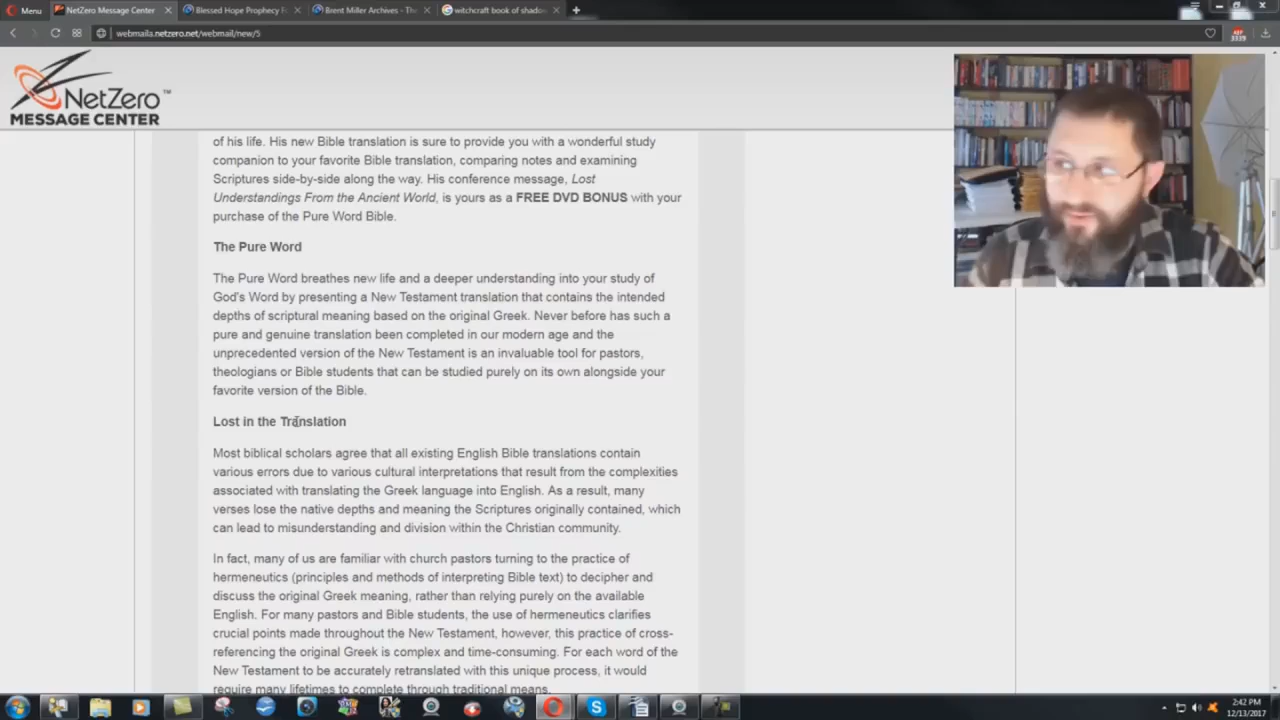 Menu
NetZero Message Center
Blessed Hope Prophecy F
Brent Miller Archives - The
witchcraft book of shadow
webmaila.netzero.net/webmail/new/5
3339
NetZero™
MESSAGE CENTER
of his life. His new Bible translation is sure to provide you with a wonderful study
companion to your favorite Bible translation, comparing notes and examining
Scriptures side-by-side along the way. His conference message, Lost
Understandings From the Ancient World, is yours as a FREE DVD BONUS with your
purchase of the Pure Word Bible.
The Pure Word
The Pure Word breathes new life and a deeper understanding into your study of
God's Word by presenting a New Testament translation that contains the intended
depths of scriptural meaning based on the original Greek. Never before has such a
pure and genuine translation been completed in our modern age and the
unprecedented version of the New Testament is an invaluable tool for pastors,
theologians or Bible students that can be studied purely on its own alongside your
favorite version of the Bible.
Lost in the Translation
Most biblical scholars agree that all existing English Bible translations contain
various errors due to various cultural interpretations that result from the complexities
associated with translating the Greek language into English. As a result, many
verses lose the native depths and meaning the Scriptures originally contained, which
can lead to misunderstanding and division within the Christian community.
In fact, many of us are familiar with church pastors turning to the practice of
hermeneutics (principles and methods of interpreting Bible text) to decipher and
discuss the original Greek meaning, rather than relying purely on the available
English. For many pastors and Bible students, the use of hermeneutics clarifies
crucial points made throughout the New Testament, however, this practice of cross-
referencing the original Greek is complex and time-consuming. For each word of the
New Testament to be accurately retranslated with this unique process, it would
require many lifetimes to complete through traditional means.
2:42 PM
12/13/2017